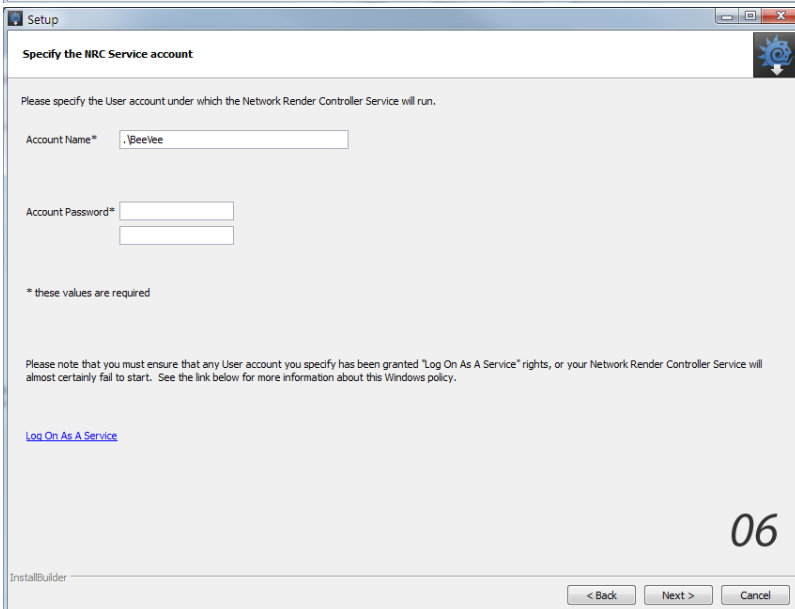 Setup
Specify the NRC Service account
Please specify the User account under which the Network Render Controller Service will run.
Account Name*
.\BeeVee
Account Password*
* these values are required
Please note that you must ensure that any User account you specify has been granted "Log On As A Service" rights, or your Network Render Controller Service will
almost certainly fail to start. See the link below for more information about this Windows policy.
Log On As A Service
06
InstallBuilder
< Back
Next >
Cancel